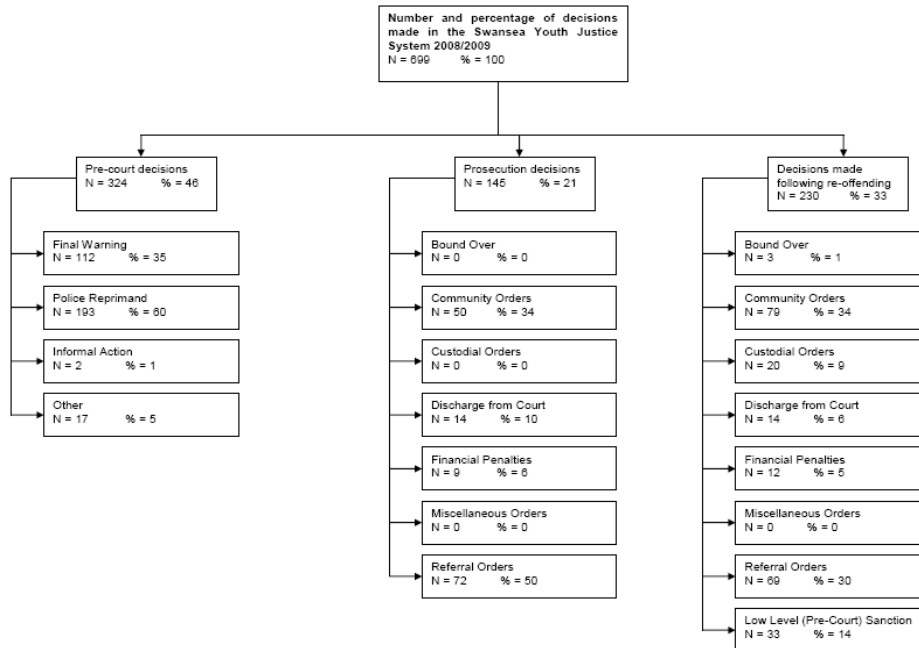 Number and percentage of decisions
made in the Swansea Youth Justice
System 2008/2009
N = 699 % = 100
Pre-court decisions
N = 324 % = 46
Final Warning
N = 112 % = 35
Police Reprimand
N = 193 % = 60
Informal Action
N = 2 % = 1
Other
N = 17 % = 5
Prosecution decisions
N = 145 % = 21
Bound Over
N = 0 % = 0
Community Orders
N = 50 % = 34
Custodial Orders
N = 0 % = 0
Discharge from Court
N = 14 % = 10
Financial Penalties
N = 9 % = 6
Miscellaneous Orders
N = 0 % = 0
Referral Orders
N = 72 % = 50
Decisions made
following re-offending
N = 230 % = 33
Bound Over
N = 3 % = 1
Community Orders
N = 79 % = 34
Custodial Orders
N = 20 % = 9
Discharge from Court
N = 14 % = 6
Financial Penalties
N = 12 % = 5
Miscellaneous Orders
N = 0 % = 0
Referral Orders
N = 69 % = 30
Low Level (Pre-Court) Sanction
N = 33 % = 14